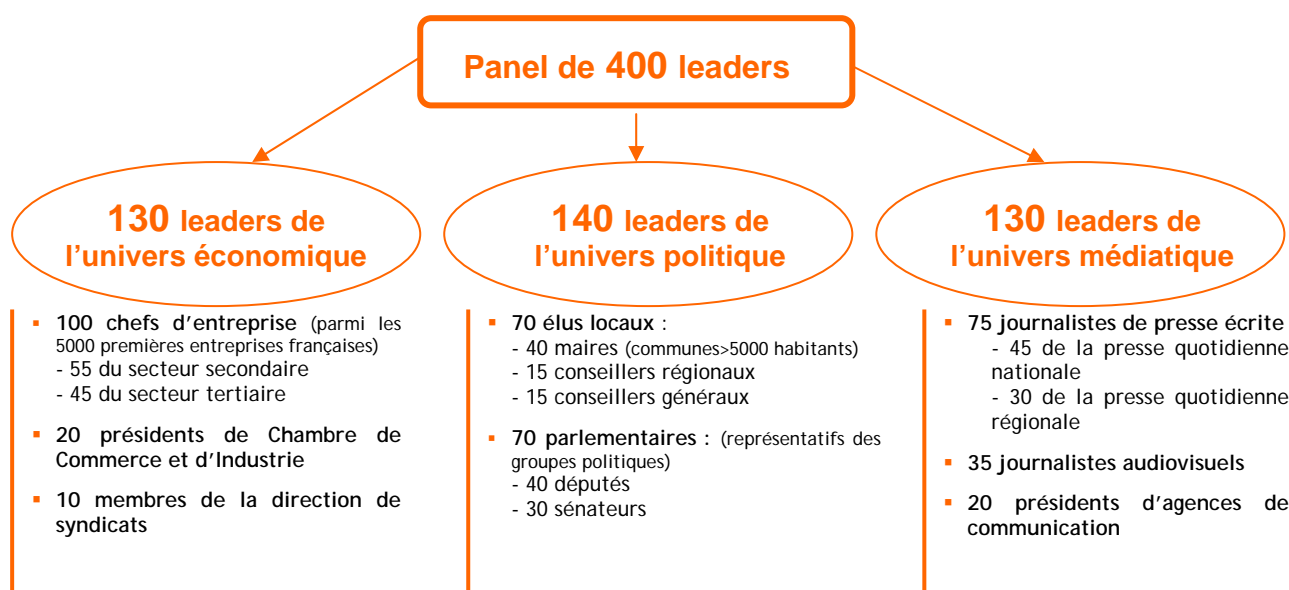 Panel de 400 leaders
130 leaders de
l'univers économique
140 leaders de
l'univers politique
130 leaders de
l'univers médiatique
▪ 100 chefs d'entreprise (parmi les
5000 premières entreprises françaises)
- 55 du secteur secondaire
- 45 du secteur tertiaire
▪ 20 présidents de Chambre de
Commerce et d'Industrie
▪ 10 membres de la direction de
syndicats
▪ 70 élus locaux :
- 40 maires (communes>5000 habitants)
- 15 conseillers régionaux
- 15 conseillers généraux
▪ 70 parlementaires : (représentatifs des
groupes politiques)
- 40 députés
- 30 sénateurs
▪ 75 journalistes de presse écrite
- 45 de la presse quotidienne
nationale
- 30 de la presse quotidienne
régionale
▪ 35 journalistes audiovisuels
▪ 20 présidents d'agences de
communication